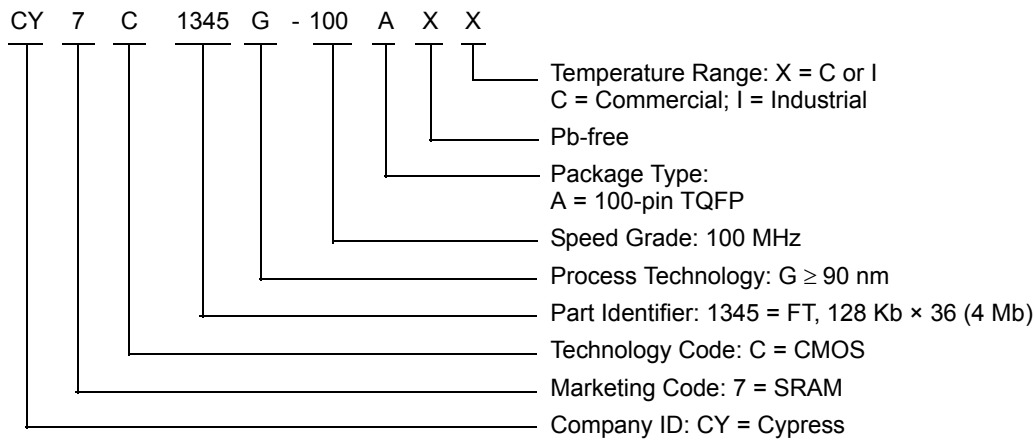 CY 7 C 1345 G - 100 A X X
Temperature Range: X = C or I
C = Commercial; I = Industrial
Pb-free
Package Type:
A = 100-pin TQFP
Speed Grade: 100 MHz
Process Technology: G ≥ 90 nm
Part Identifier: 1345 = FT, 128 Kb × 36 (4 Mb)
Technology Code: C = CMOS
Marketing Code: 7 = SRAM
Company ID: CY = Cypress